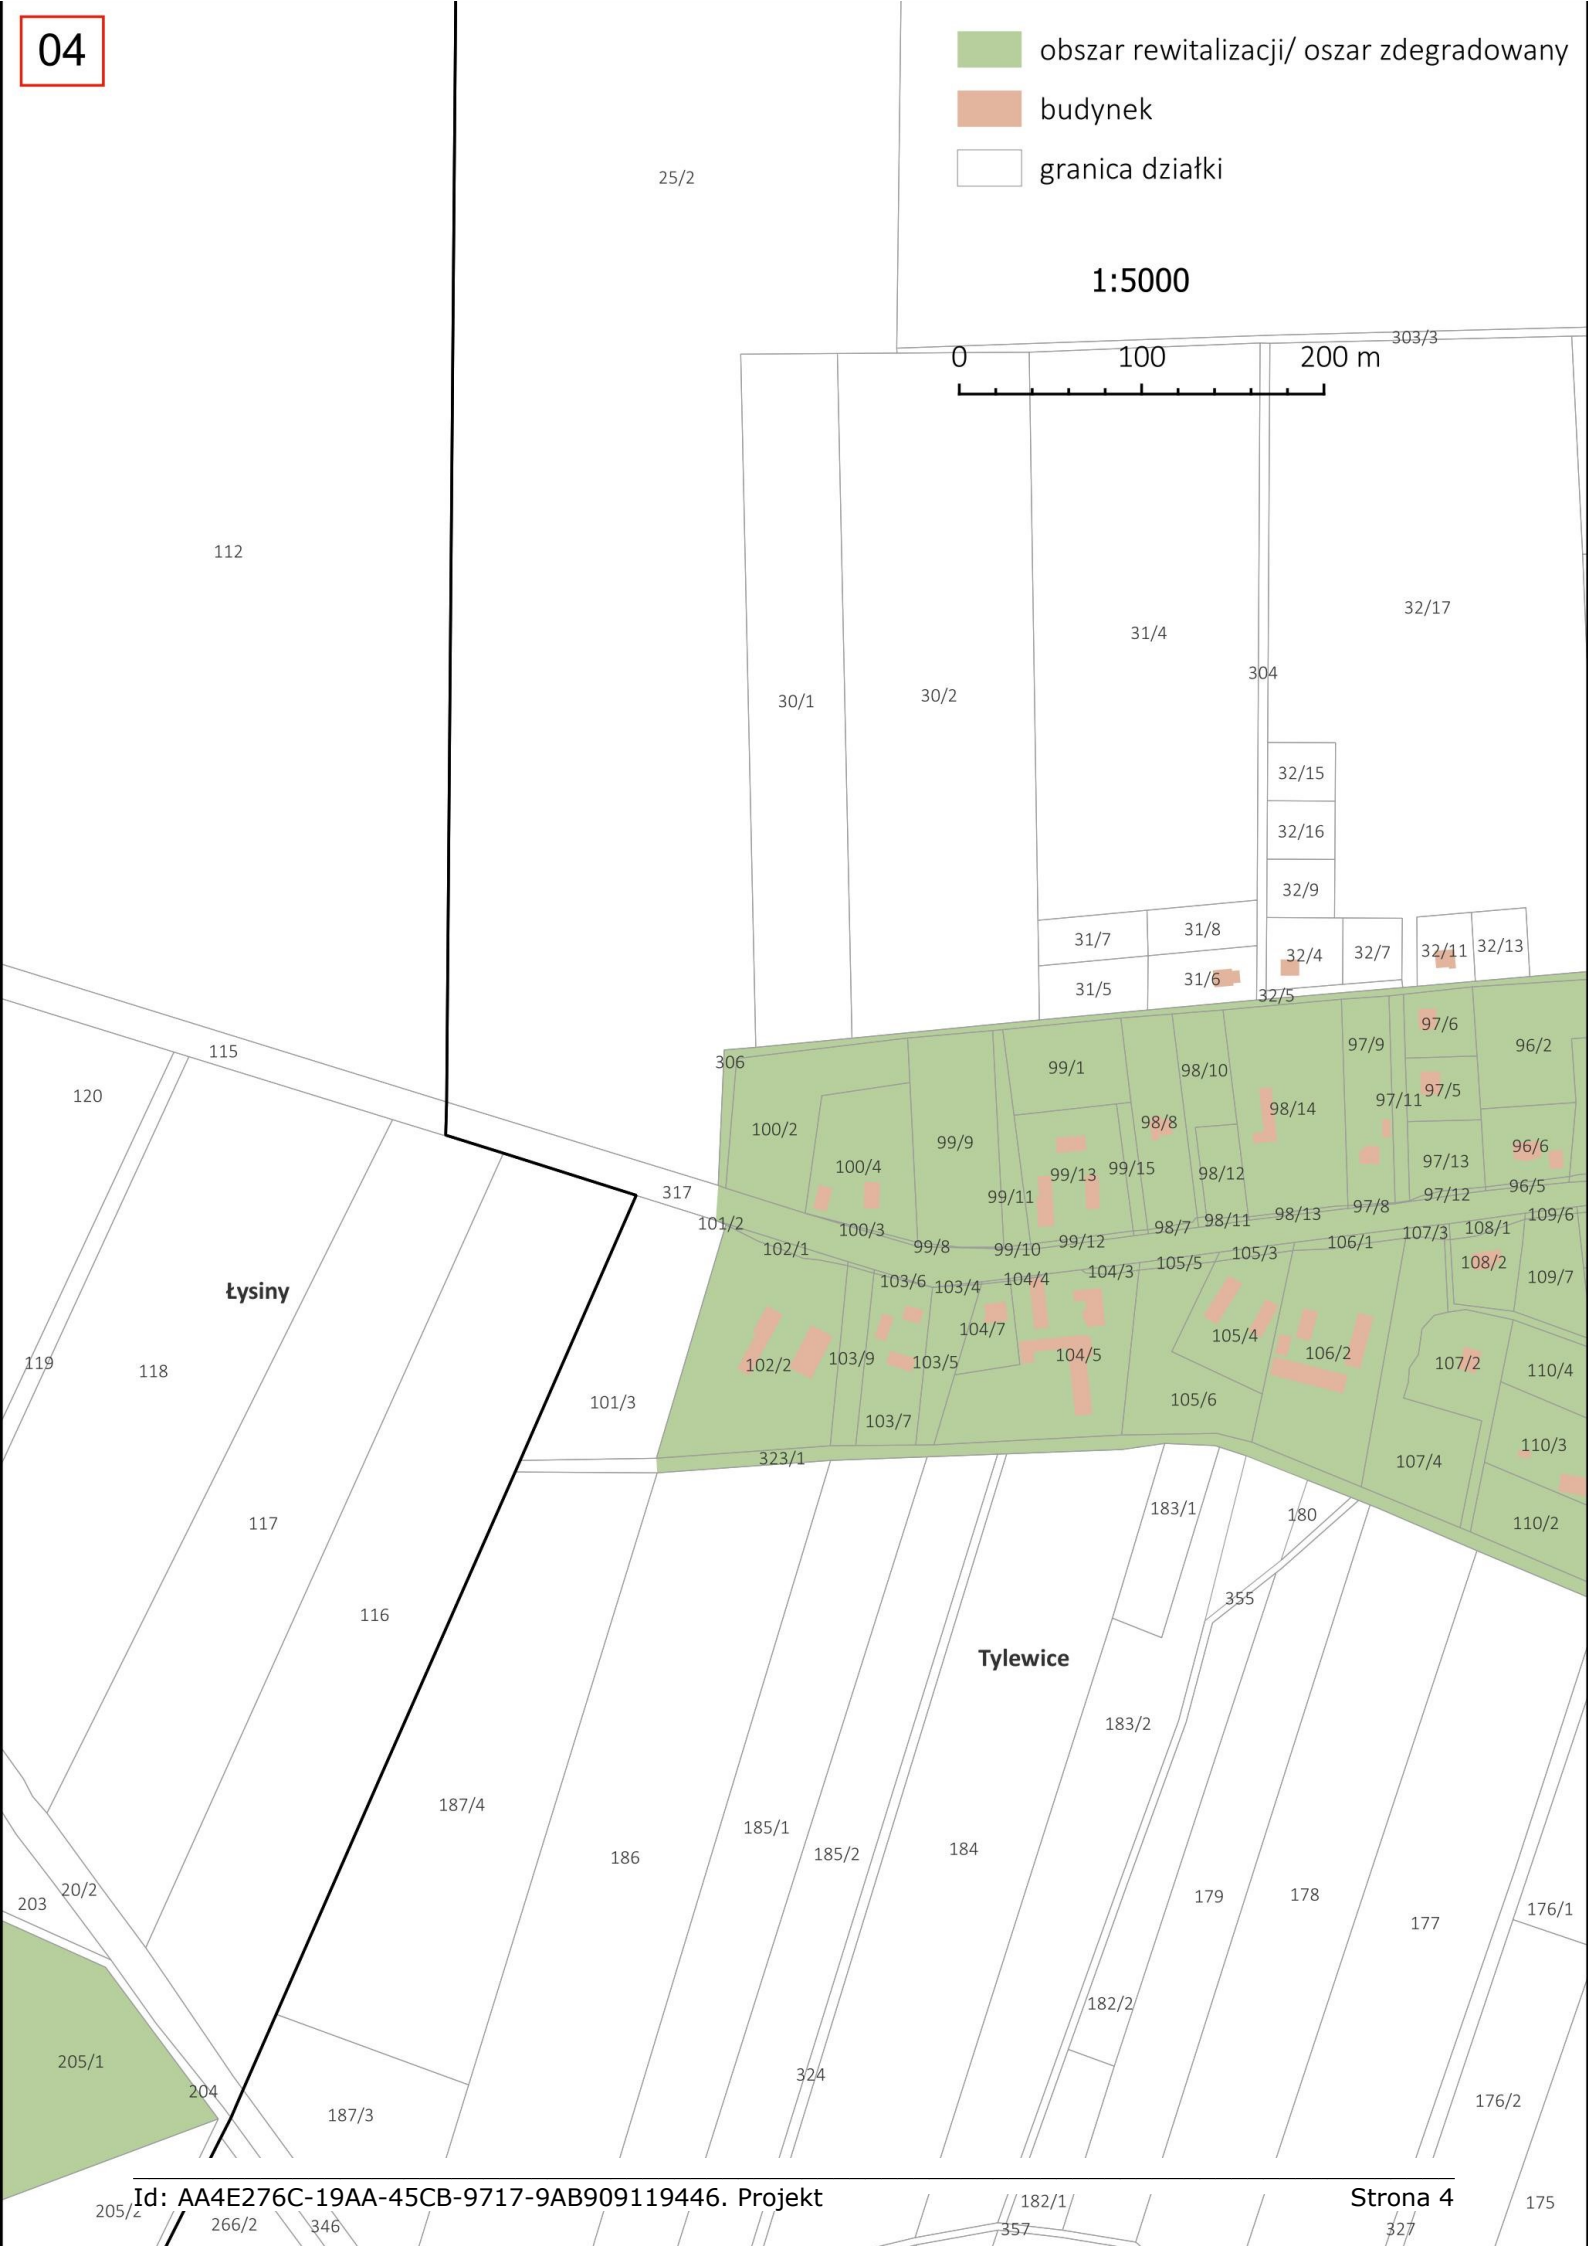 04
obszar rewitalizacji/ oszar zdegradowany
budynek
25/2
granica działki
1:5000
303/3
0 100 200 m
112
32/17
31/4
304
30/1 30/2
32/15
32/16
32/9
31/7 31/8
32/4 32/7 32/11 32/13
31/5 31/6
32/5
97/6
115 306 99/1 98/10 97/9 96/2
120 97/5
97/11
98/14
100/2 99/9 98/8
96/6
100/4 99/13 99/15 98/12 97/13
317 99/11 97/12 96/5
101/2 100/3 98/7 98/11 98/13 97/8 109/6
102/1 99/8 99/10 99/12 105/3 106/1 107/3 108/1
103/6 103/4 104/4 104/3 105/5 108/2 109/7
Łysiny
104/7 105/4
119 118 102/2 103/9 103/5 104/5 106/2 107/2 110/4
101/3 105/6
103/7 110/3
323/1 107/4
117 183/1 180 110/2
116 355
Tylewice
183/2
187/4
185/1
186 185/2 184
203 20/2 179 178 177 176/1
182/2
205/1 324
204 187/3 176/2
Id: AA4E276C-19AA-45CB-9717-9AB909119446. Projekt Strona 4
205/2 266/2 346 182/1 357 327 175